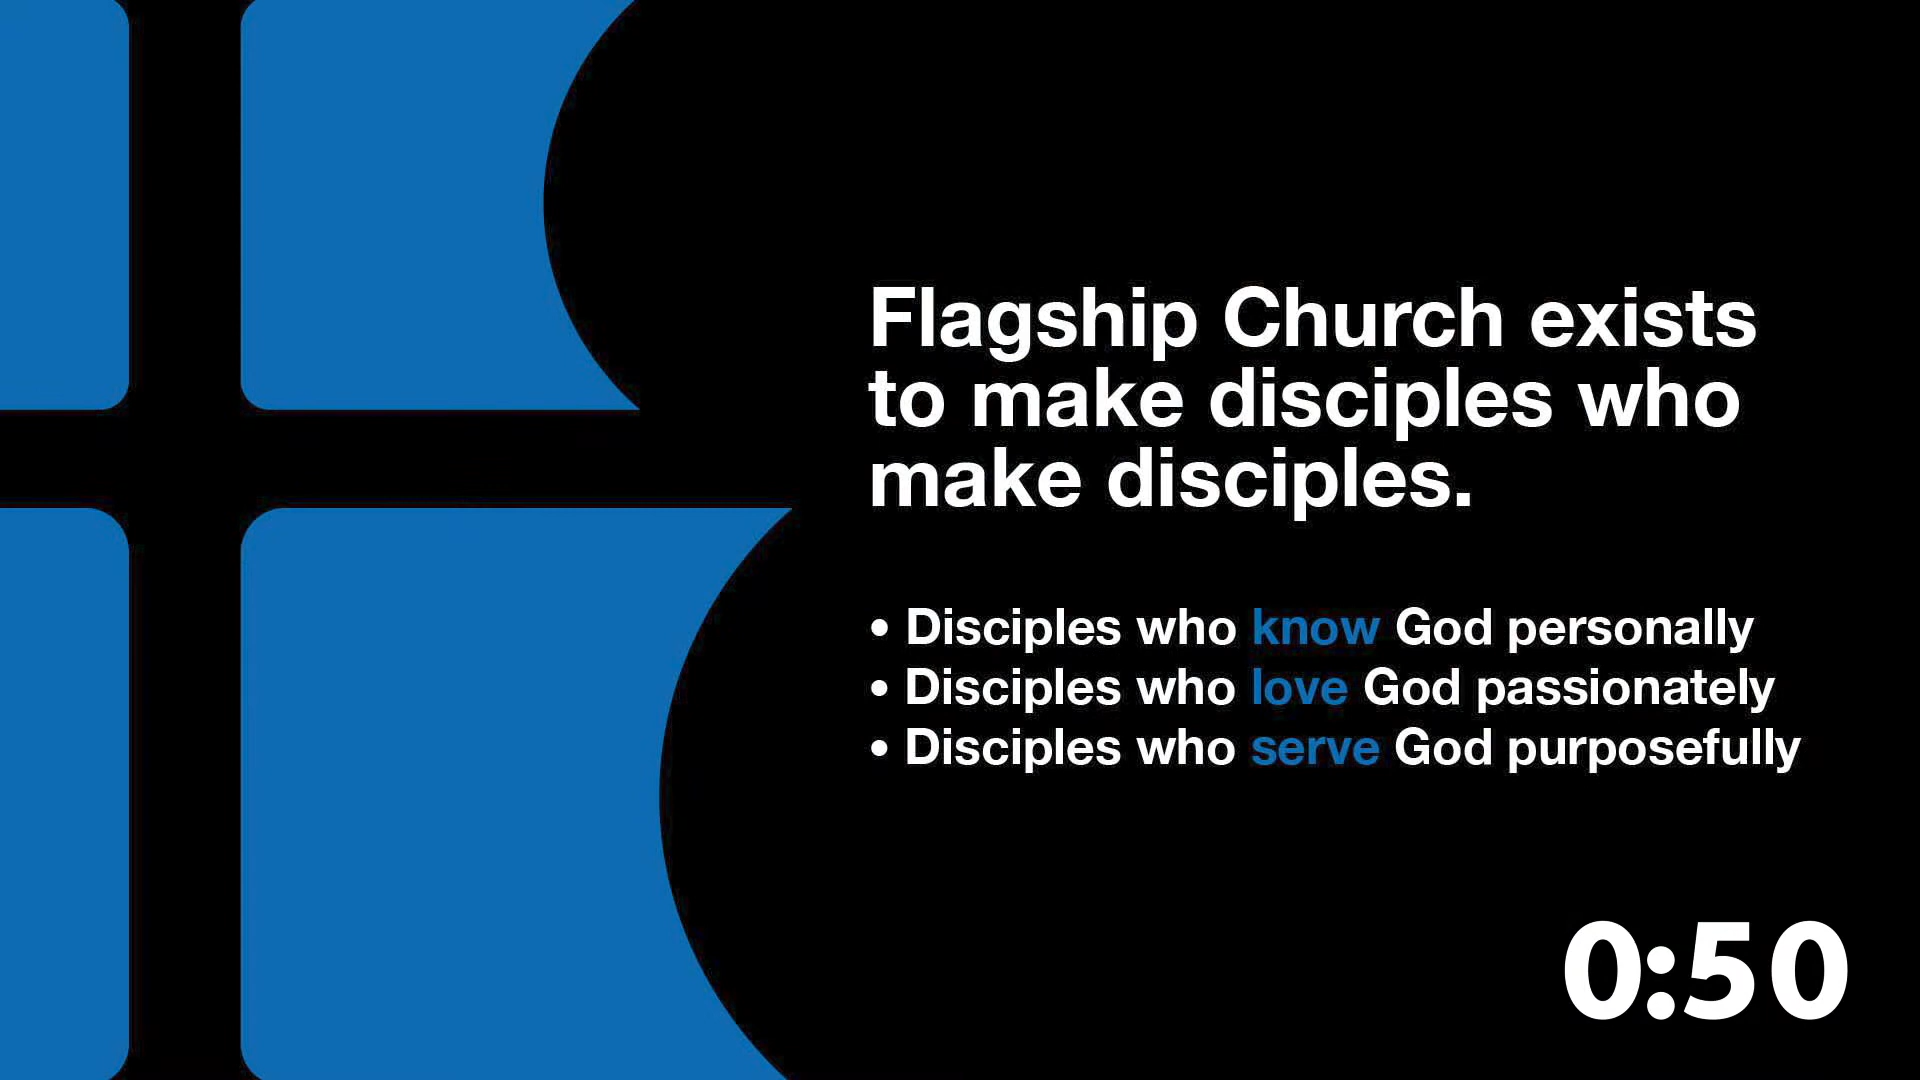 Flagship Church exists
to make disciples who
make disciples.
• Disciples who know God personally
• Disciples who love God passionately
• Disciples who serve God purposefully
0:50